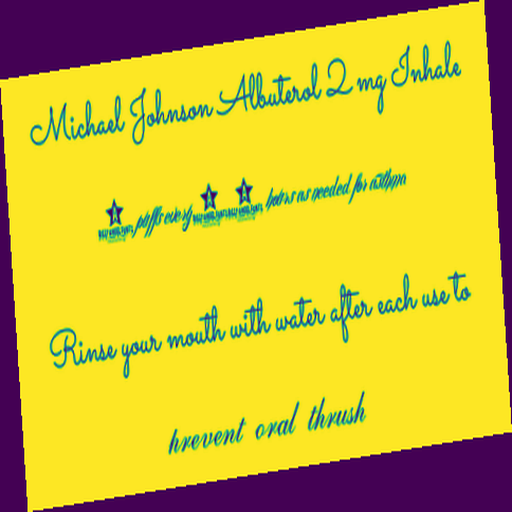 Michael Johnson Albuterol 2 mg Inhale
puffs every hours as needed for asthma
Rinse your mouth with water after each use to
prevent oral thrush